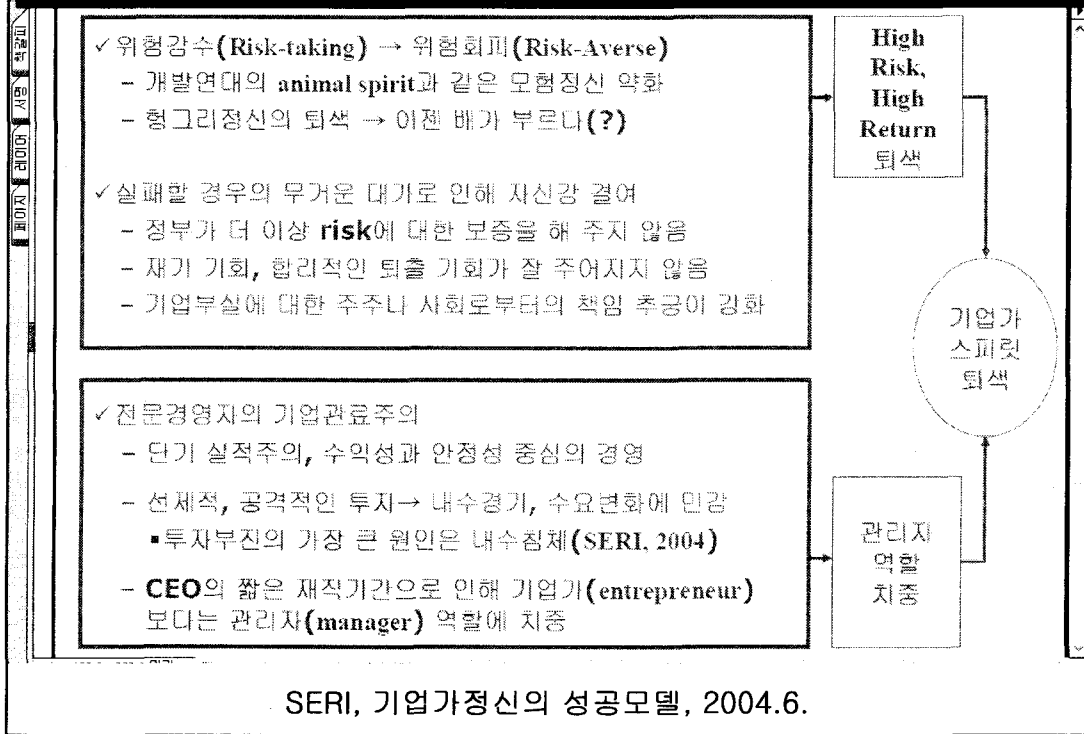 책갈피
서명
레이어
페이지
✓위험감수(Risk-taking) → 위험회피(Risk-Averse)
– 개발연대의 animal spirit과 같은 모험정신 약화
– 헝그리정신의 퇴색 → 이젠 배가 부르다(?)
✓실패할 경우의 무거운 대가로 인해 자신감 결여
– 정부가 더 이상 risk에 대한 보증을 해 주지 않음
– 재기 기회, 합리적인 퇴출 기회가 잘 주어지지 않음
– 기업부실에 대한 주주나 사회로부터의 책임 추궁이 강화
High
Risk,
High
Return
퇴색
✓전문경영자의 기업관료주의
– 단기 실적주의, 수익성과 안정성 중심의 경영
– 선제적, 공격적인 투자→ 내수경기, 수요변화에 민감
▪투자부진의 가장 큰 원인은 내수침체(SERI, 2004)
– CEO의 짧은 재직기간으로 인해 기업가(entrepreneur)
보다는 관리자(manager) 역할에 치중
관리자
역할
치중
기업가
스피릿
퇴색
SERI, 기업가정신의 성공모델, 2004.6.